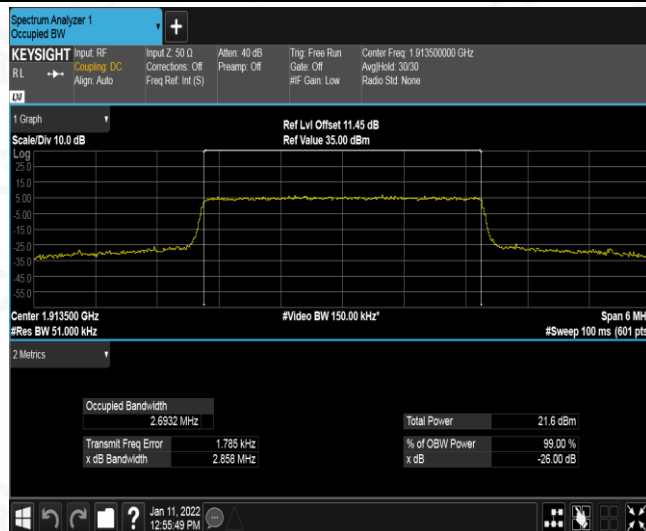 Spectrum Analyzer 1
Occupied BW
+
KEYSIGHT Input: RF Input Z: 50 Ω Atten: 40 dB Trig: Free Run Center Freq: 1.913500000 GHz
RL Coupling: DC Corrections: Off Preamp: Off Gate: Off Avg|Hold: 30/30
Align: Auto Freq Ref: Int (S) #IF Gain: Low Radio Std: None
1 Graph
Ref Lvl Offset 11.45 dB
Scale/Div 10.0 dB Ref Value 35.00 dBm
Log
25.0
15.0
5.00
-5.00
-15.0
-25.0
-35.0
-45.0
-55.0
Center 1.913500 GHz #Video BW 150.00 kHz* Span 6 MH
#Res BW 51.000 kHz #Sweep 100 ms (601 pts
2 Metrics
Occupied Bandwidth
2.6932 MHz Total Power 21.6 dBm
Transmit Freq Error 1.785 kHz % of OBW Power 99.00 %
x dB Bandwidth 2.858 MHz x dB -26.00 dB
? Jan 11, 2022
12:55:49 PM